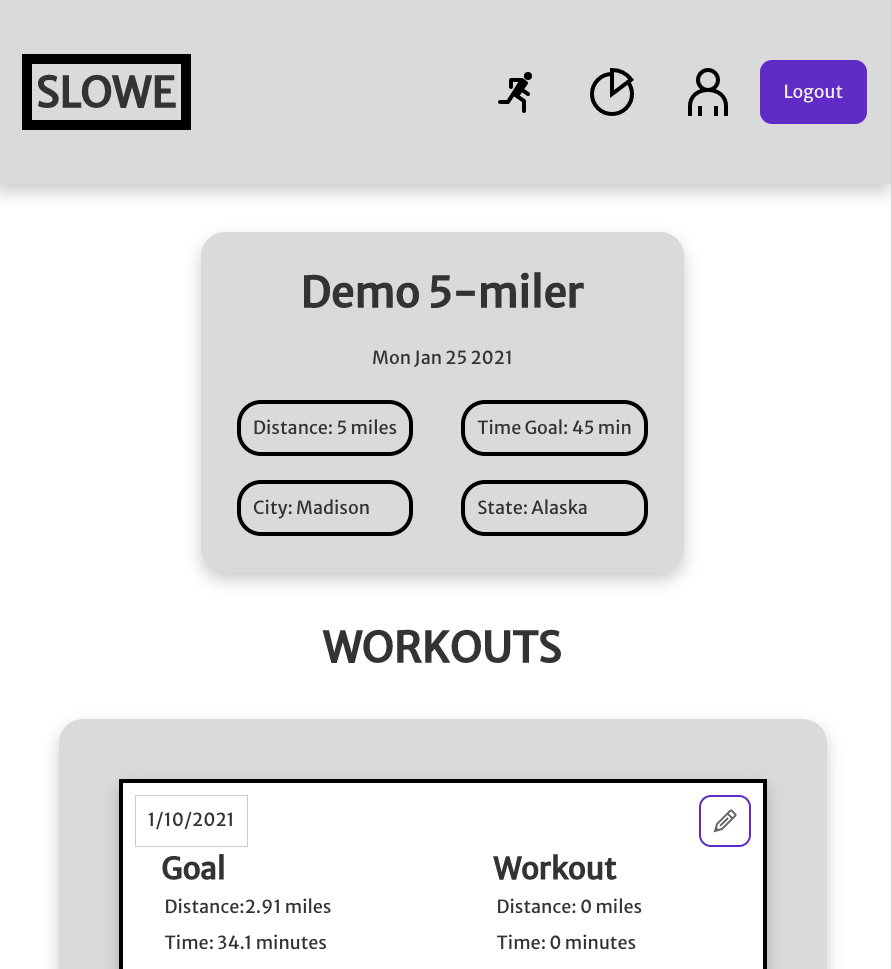 SLOWE
Logout
Demo 5-miler
Mon Jan 25 2021
Distance: 5 miles
Time Goal: 45 min
City: Madison
State: Alaska
WORKOUTS
1/10/2021
Goal
Distance:2.91 miles
Time: 34.1 minutes
Workout
Distance: 0 miles
Time: 0 minutes